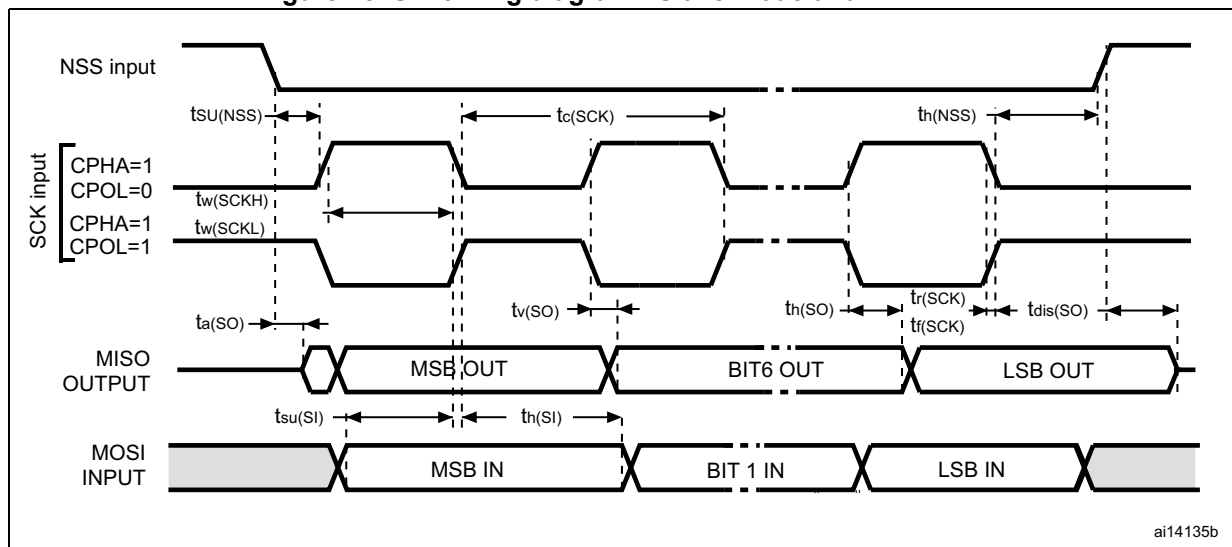 NSS input
tSU(NSS)
tc(SCK)
th(NSS)
SCK input
CPHA=1
CPOL=0
tw(SCKH)
CPHA=1
tw(SCKL)
CPOL=1
ta(SO)
tv(SO)
th(SO)
tr(SCK)
tf(SCK)
tdis(SO)
MISO
OUTPUT
MSB OUT
BIT6 OUT
LSB OUT
tsu(SI)
th(SI)
MOSI
INPUT
MSB IN
BIT 1 IN
LSB IN
ai14135b